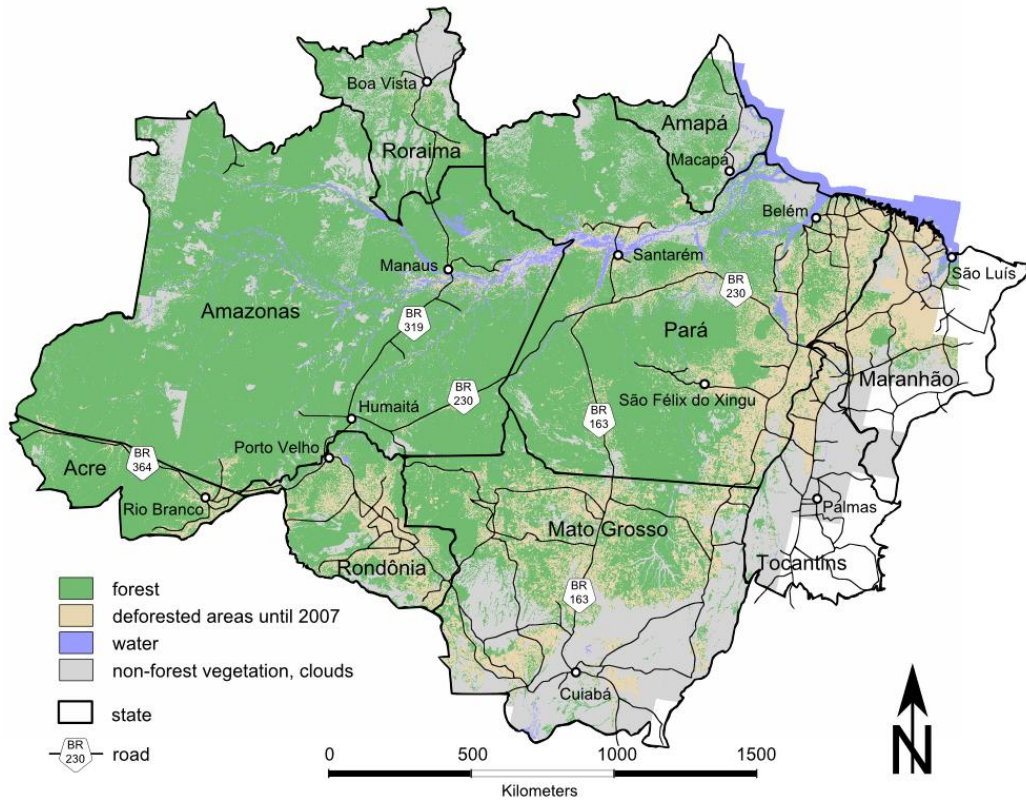 Boa Vista
Amapá
Roraima
Macapá
Belém
Santarém
Manaus
São Luís
BR
230
Amazonas
BR
319
Pará
Maranhão
São Félix do Xingu
BR
230
Humaitá
BR
163
Porto Velho
Acre
BR
364
Rio Branco
Palmas
Mato Grosso
Tocantins
Rondônia
BR
163
Cuiabá
forest
deforested areas until 2007
water
non-forest vegetation, clouds
state
BR
230
road
0 500 1000 1500
Kilometers
N